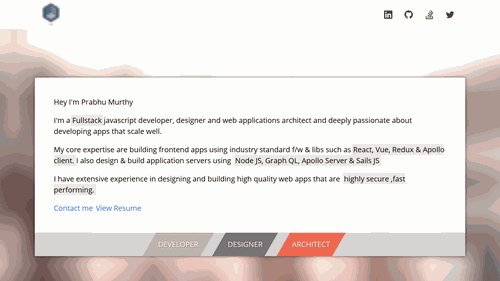 Hey I'm Prabhu Murthy
I'm a Fullstack javascript developer, designer and web applications architect and deeply passionate about
developing apps that scale well.
My core expertise are building frontend apps using industry standard f/w & libs such as React, Vue, Redux & Apollo
client. I also design & build application servers using Node JS, Graph QL, Apollo Server & Sails JS
I have extensive experience in designing and building high quality web apps that are highly secure ,fast
performing.
Contact me View Resume
DEVELOPER DESIGNER ARCHITECT